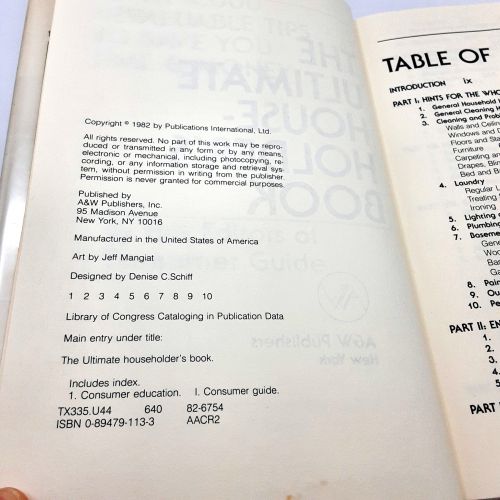 Copyright © 1982 by Publications International, Ltd.
All rights reserved. No part of this work may be repro-
duced or transmitted in any form or by any means,
electronic or mechanical, including photocopying, re-
cording, or any information storage and retrieval sys-
tem, without permission in writing from the publisher.
Permission is never granted for commercial purposes.
Published by
A&W Publishers, Inc.
95 Madison Avenue
New York, NY 10016
Manufactured in the United States of America
Art by Jeff Mangiat
Designed by Denise C.Schiff
1 2 3 4 5 6 7 8 9 10
Library of Congress Cataloging in Publication Data
Main entry under title:
The Ultimate householder's book.
Includes index.
1. Consumer education. I. Consumer guide.
TX335.U44 640 82-6754
ISBN 0-89479-113-3 AACR2
TABLE OF
INTRODUCTION ix
PART I: HINTS FOR THE WHO
1. General Household
2. General Cleaning H
3. Cleaning and Prob
Walls and Ceilin
Windows and D
Floors and Sta
Furniture
Carpeting an
Drapes, Blin
Bed and B
4. Laundry
Regular
Treating
Ironing
5. Lighting
6. Plumbing
7. Baseme
Gene
Woo
Bas
Ga
8. Pain
9. Ou
10. Pe
PART II: EN
1.
2.
3.
4.
5
PART